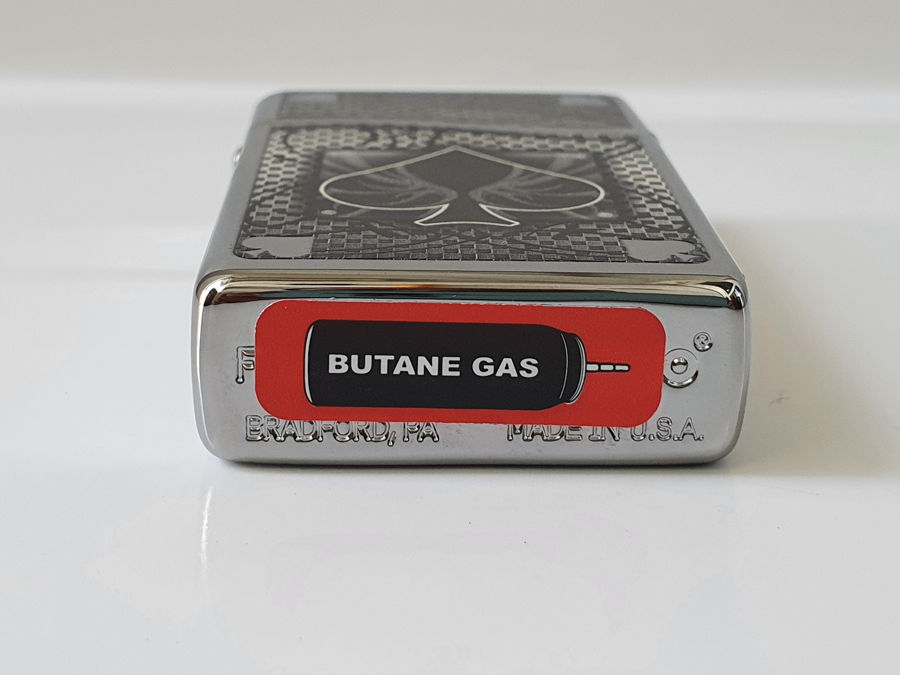 BUTANE GAS
BRADFORD, PA MADE IN U.S.A.